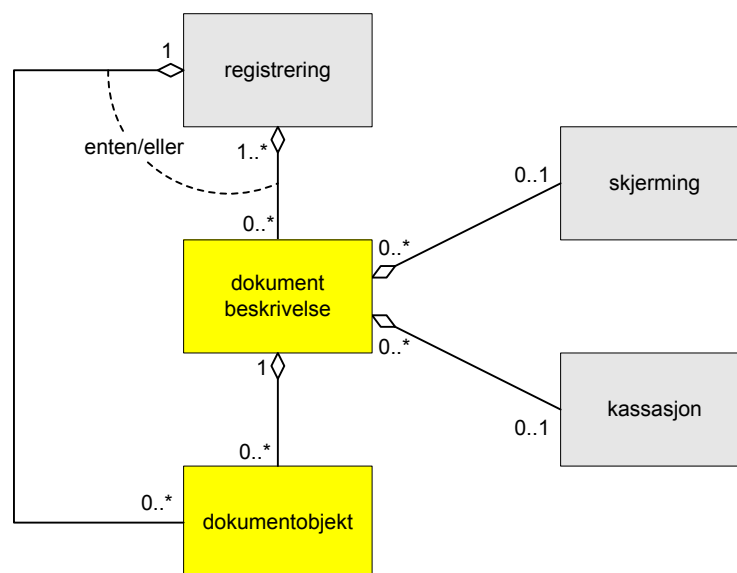 1
registrering
enten/eller
1..*
0..1
skjerming
0..*
0..*
dokument
beskrivelse
0..*
1
kassasjon
0..1
0..*
0..*
dokumentobjekt